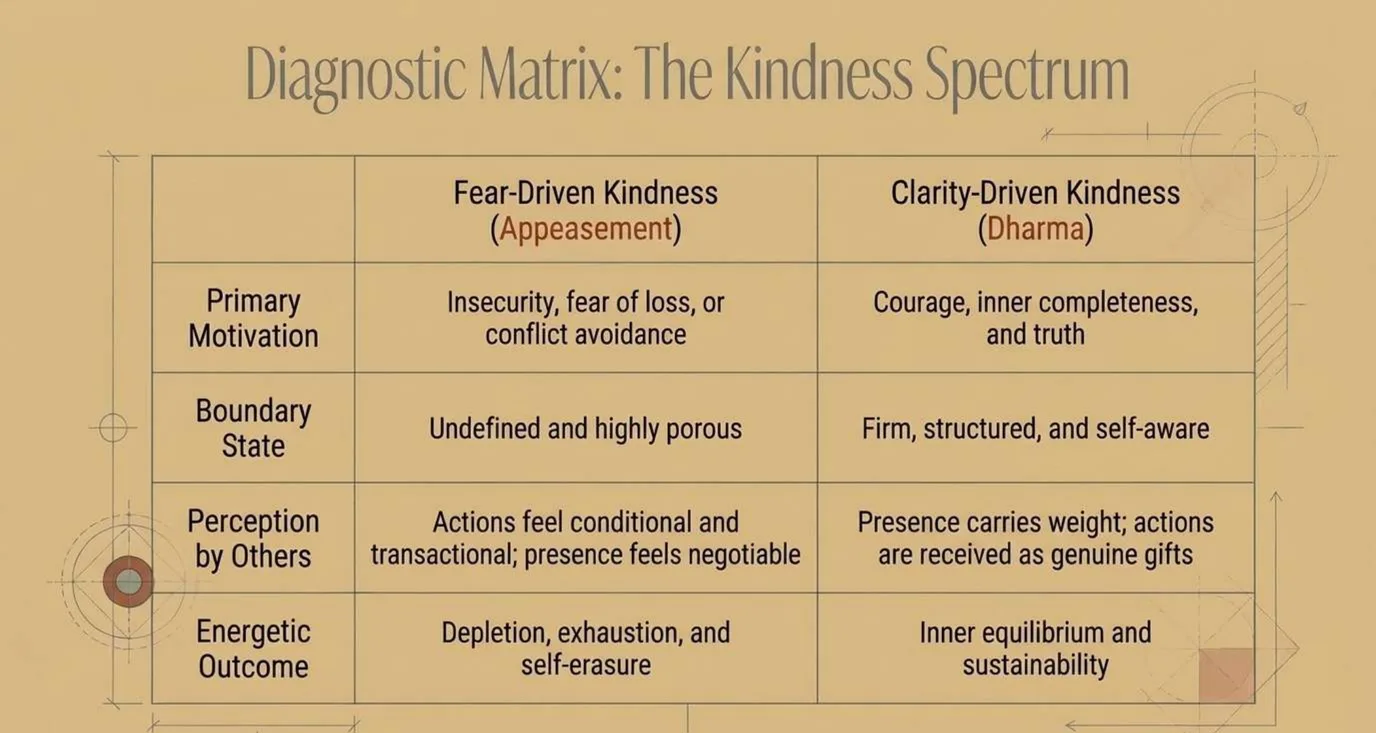 Diagnostic Matrix: The Kindness Spectrum
Fear-Driven Kindness
(Appeasement)
Clarity-Driven Kindness
(Dharma)
Primary
Motivation
Insecurity, fear of loss, or
conflict avoidance
Courage, inner completeness,
and truth
Boundary
State
Undefined and highly porous
Firm, structured, and self-aware
Perception
by Others
Actions feel conditional and
transactional; presence feels negotiable
Presence carries weight; actions
are received as genuine gifts
Energetic
Outcome
Depletion, exhaustion, and
self-erasure
Inner equilibrium and
sustainability